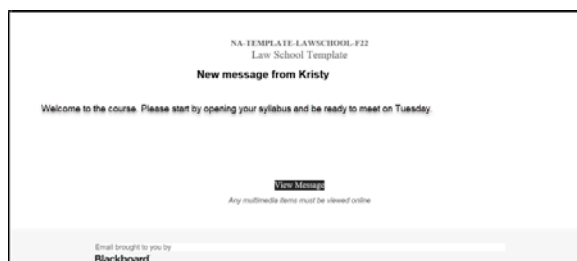 NA-TEMPLATE-LAWSCHOOL-F22
Law School Template
New message from Kristy
Welcome to the course. Please start by opening your syllabus and be ready to meet on Tuesday.
View Message
Any multimedia items must be viewed online
Email brought to you by
Blackboard